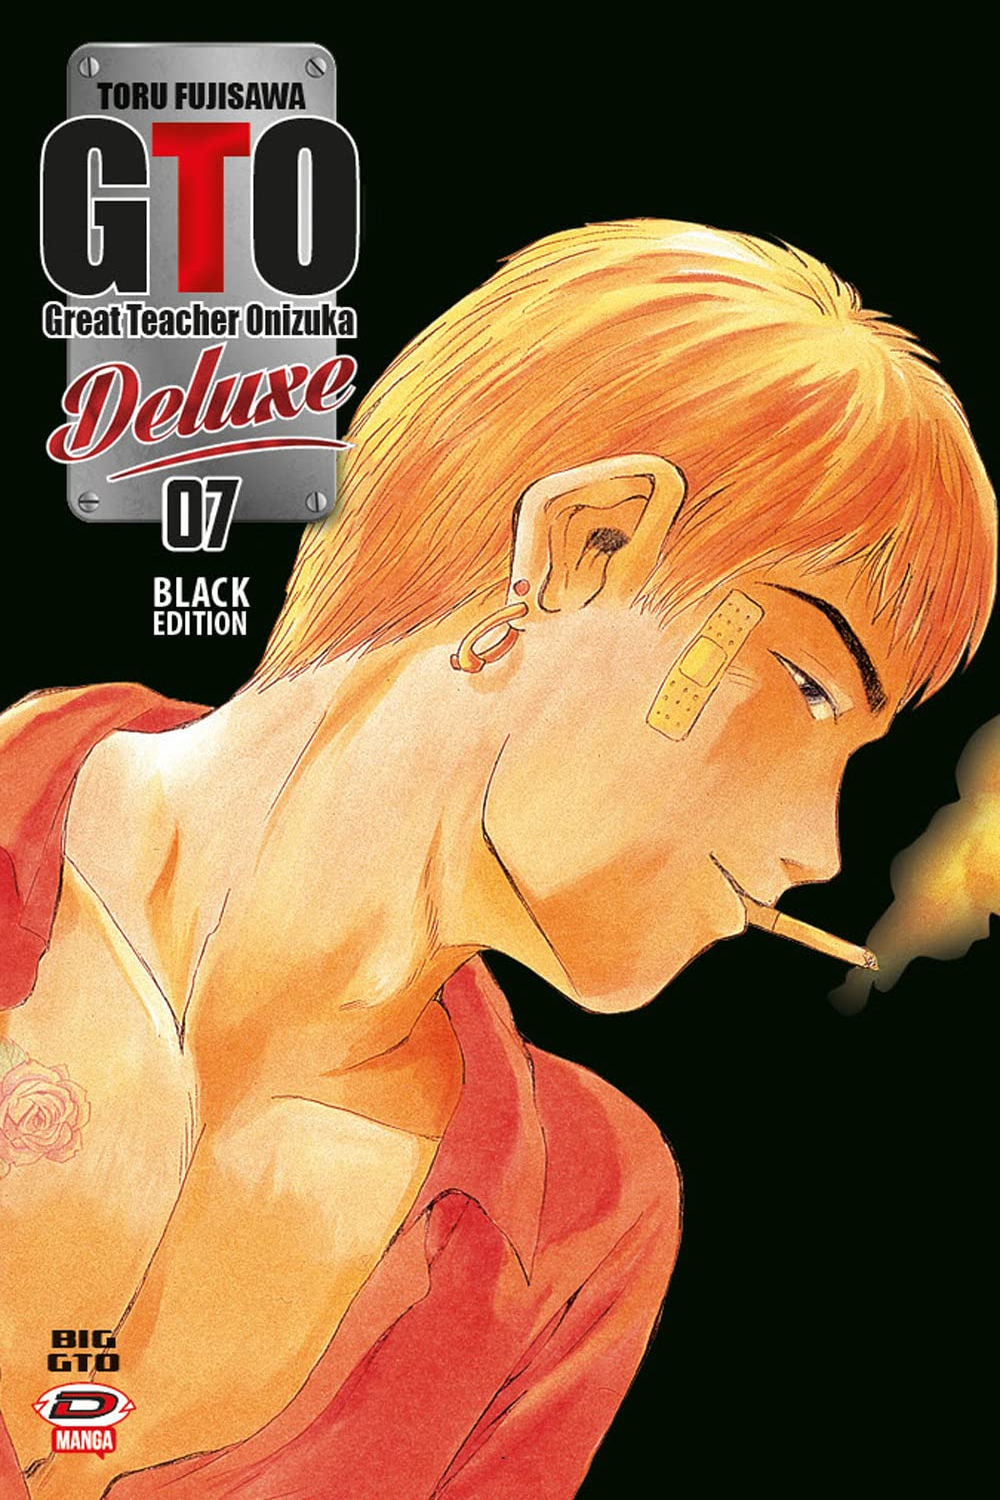 TORU FUJISAWA
GTO
Great Teacher Onizuka
Deluxe
07
BLACK
EDITION
BIG
GTO
D
MANGA